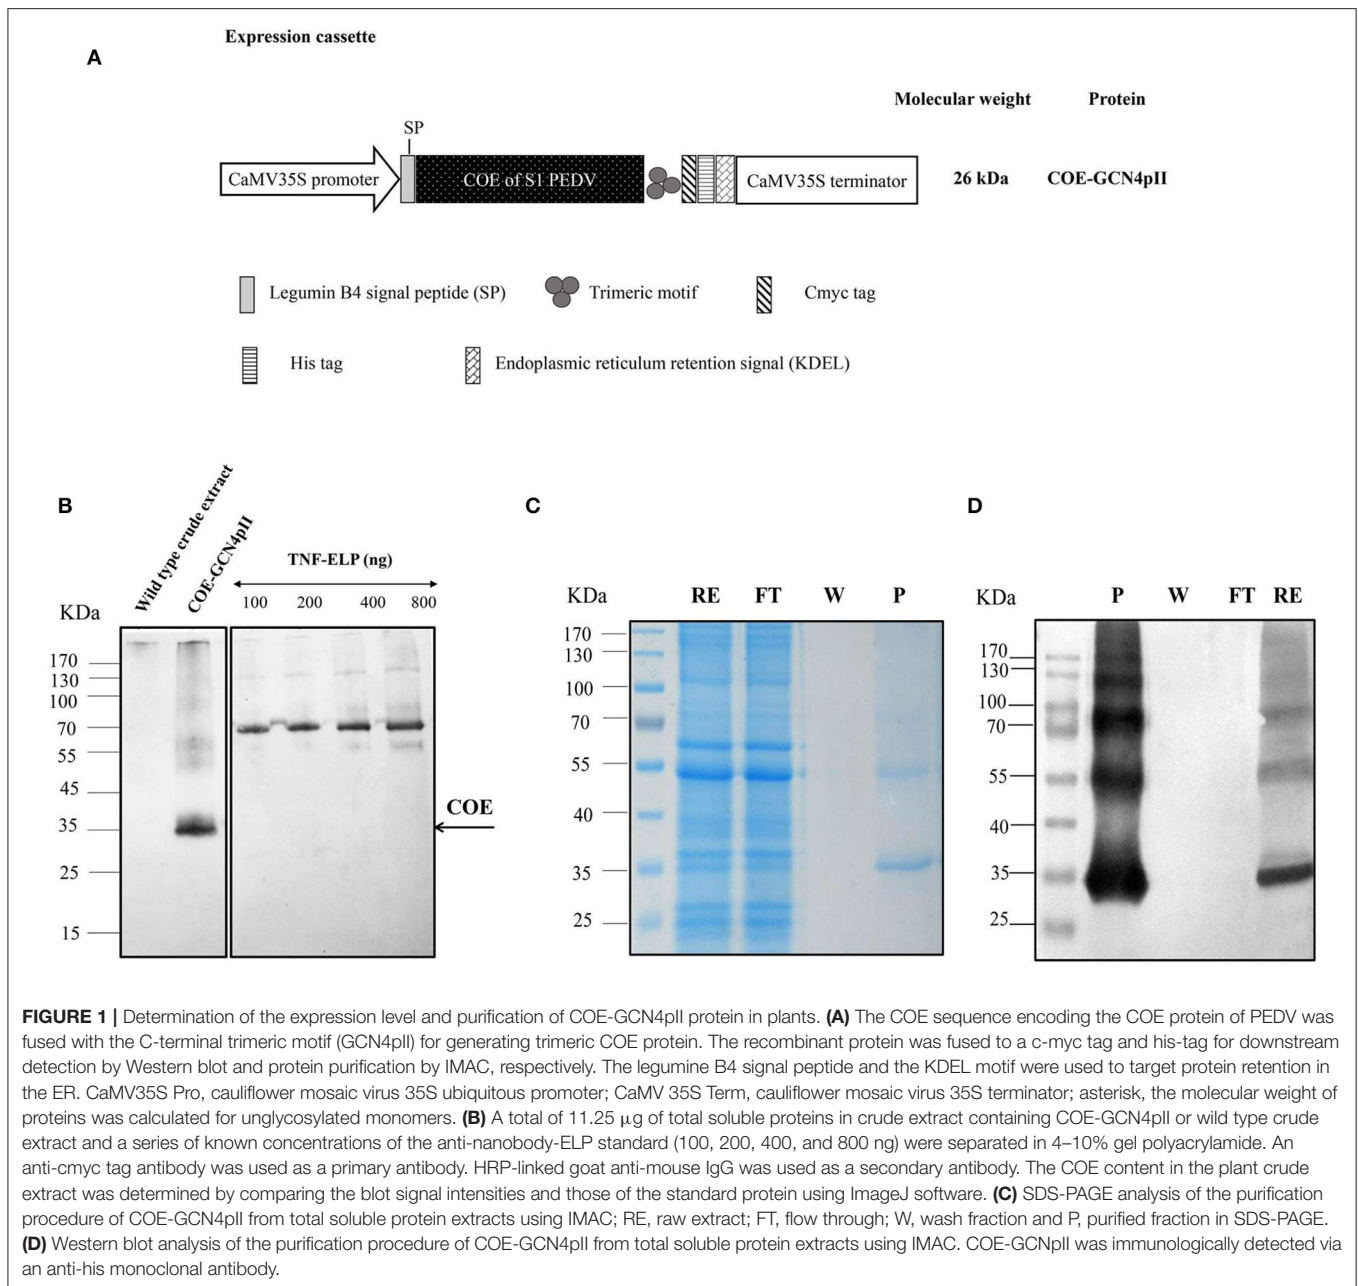 Expression cassette
A
Molecular weight Protein
SP
CaMV35S promoter COE of S1 PEDV CaMV35S terminator 26 kDa COE-GCN4pII
Legumin B4 signal peptide (SP) Trimeric motif Cmyc tag
His tag Endoplasmic reticulum retention signal (KDEL)
B
Wild type crude extract
COE-GCN4pII
TNF-ELP (ng)
100 200 400 800
KDa
170
130
100
70
55
45
35
25
15
COE
C
KDa RE FT W P
170
130
100
70
55
40
35
25
D
KDa P W FT RE
170
130
100
70
55
40
35
25
FIGURE 1 | Determination of the expression level and purification of COE-GCN4pII protein in plants. (A) The COE sequence encoding the COE protein of PEDV was
fused with the C-terminal trimeric motif (GCN4pII) for generating trimeric COE protein. The recombinant protein was fused to a c-myc tag and his-tag for downstream
detection by Western blot and protein purification by IMAC, respectively. The legumine B4 signal peptide and the KDEL motif were used to target protein retention in
the ER. CaMV35S Pro, cauliflower mosaic virus 35S ubiquitous promoter; CaMV 35S Term, cauliflower mosaic virus 35S terminator; asterisk, the molecular weight of
proteins was calculated for unglycosylated monomers. (B) A total of 11.25 μg of total soluble proteins in crude extract containing COE-GCN4pII or wild type crude
extract and a series of known concentrations of the anti-nanobody-ELP standard (100, 200, 400, and 800 ng) were separated in 4–10% gel polyacrylamide. An
anti-cmyc tag antibody was used as a primary antibody. HRP-linked goat anti-mouse IgG was used as a secondary antibody. The COE content in the plant crude
extract was determined by comparing the blot signal intensities and those of the standard protein using ImageJ software. (C) SDS-PAGE analysis of the purification
procedure of COE-GCN4pII from total soluble protein extracts using IMAC; RE, raw extract; FT, flow through; W, wash fraction and P, purified fraction in SDS-PAGE.
(D) Western blot analysis of the purification procedure of COE-GCN4pII from total soluble protein extracts using IMAC. COE-GCNpII was immunologically detected via
an anti-his monoclonal antibody.